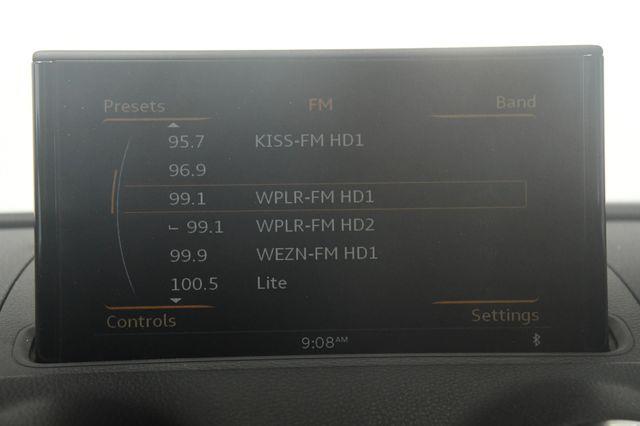 Presets FM Band
95.7 KISS-FM HD1
96.9
99.1 WPLR-FM HD1
99.1 WPLR-FM HD2
99.9 WEZN-FM HD1
100.5 Lite
Controls Settings
9:08AM